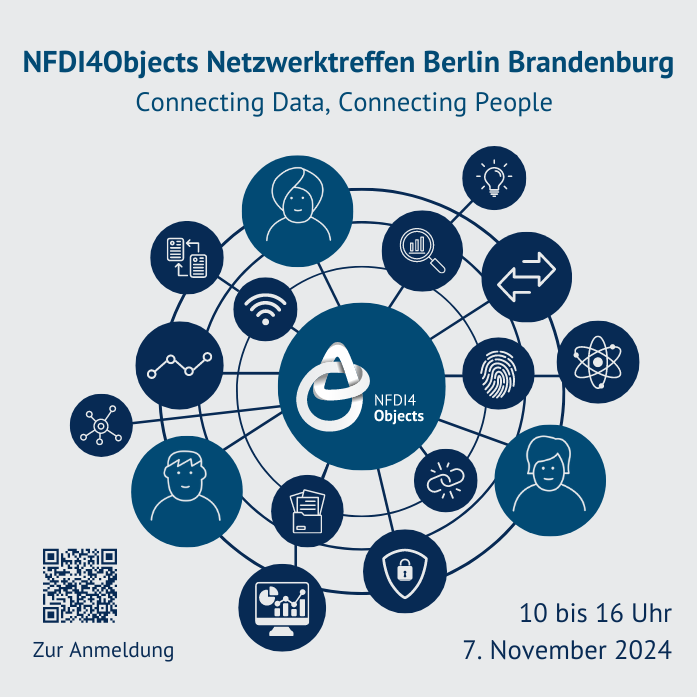 NFDI4Objects Netzwerktreffen Berlin Brandenburg
Connecting Data, Connecting People
NFDI4
Objects
10 bis 16 Uhr
7. November 2024
Zur Anmeldung